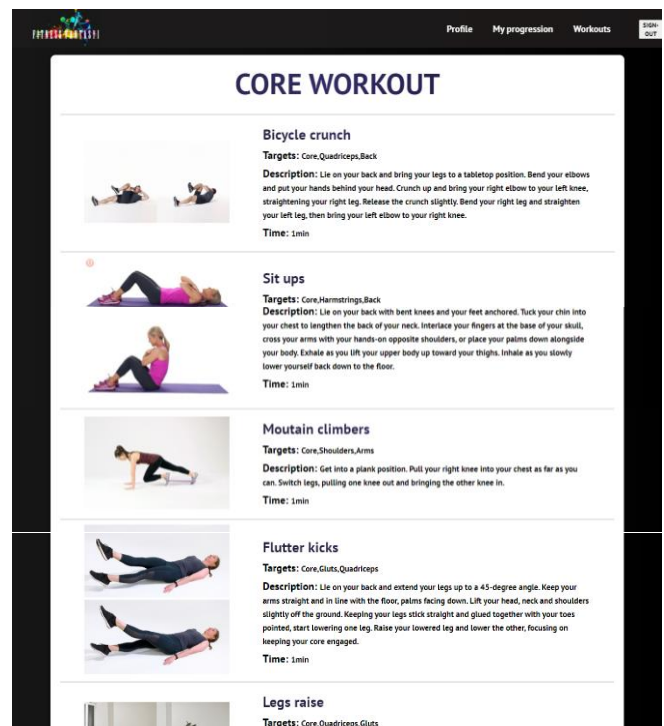 FITNESS FANTASY!
Profile My progression Workouts SIGN-
OUT
CORE WORKOUT
Bicycle crunch
Targets: Core,Quadriceps,Back
Description: Lie on your back and bring your legs to a tabletop position. Bend your elbows
and put your hands behind your head. Crunch up and bring your right elbow to your left knee,
straightening your right leg. Release the crunch slightly. Bend your right leg and straighten
your left leg, then bring your left elbow to your right knee.
Time: 1min
Sit ups
Targets: Core,Harmstrings,Back
Description: Lie on your back with bent knees and your feet anchored. Tuck your chin into
your chest to lengthen the back of your neck. Interlace your fingers at the base of your skull,
cross your arms with your hands-on opposite shoulders, or place your palms down alongside
your body. Exhale as you lift your upper body up toward your thighs. Inhale as you slowly
lower yourself back down to the floor.
Time: 1min
Moutain climbers
Targets: Core,Shoulders,Arms
Description: Get into a plank position. Pull your right knee into your chest as far as you
can. Switch legs, pulling one knee out and bringing the other knee in.
Time: 1min
Flutter kicks
Targets: Core,Gluts,Quadriceps
Description: Lie on your back and extend your legs up to a 45-degree angle. Keep your
arms straight and in line with the floor, palms facing down. Lift your head, neck and shoulders
slightly off the ground. Keeping your legs stick straight and glued together with your toes
pointed, start lowering one leg. Raise your lowered leg and lower the other, focusing on
keeping your core engaged.
Time: 1min
Legs raise
Targets: Core,Quadriceps,Gluts